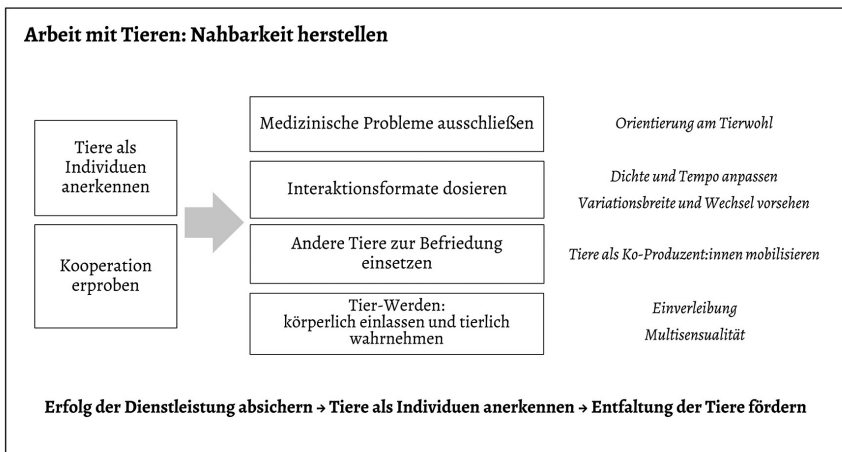 Arbeit mit Tieren: Nahbarkeit herstellen
Tiere als
Individuen
anerkennen
Kooperation
erproben
Medizinische Probleme ausschließen
Interaktionsformate dosieren
Andere Tiere zur Befriedung
einsetzen
Tier-Werden:
körperlich einlassen und tierlich
wahrnehmen
Orientierung am Tierwohl
Dichte und Tempo anpassen
Variationsbreite und Wechsel vorsehen
Tiere als Ko-Produzent:innen mobilisieren
Einverleibung
Multisensualität
Erfolg der Dienstleistung absichern → Tiere als Individuen anerkennen → Entfaltung der Tiere fördern